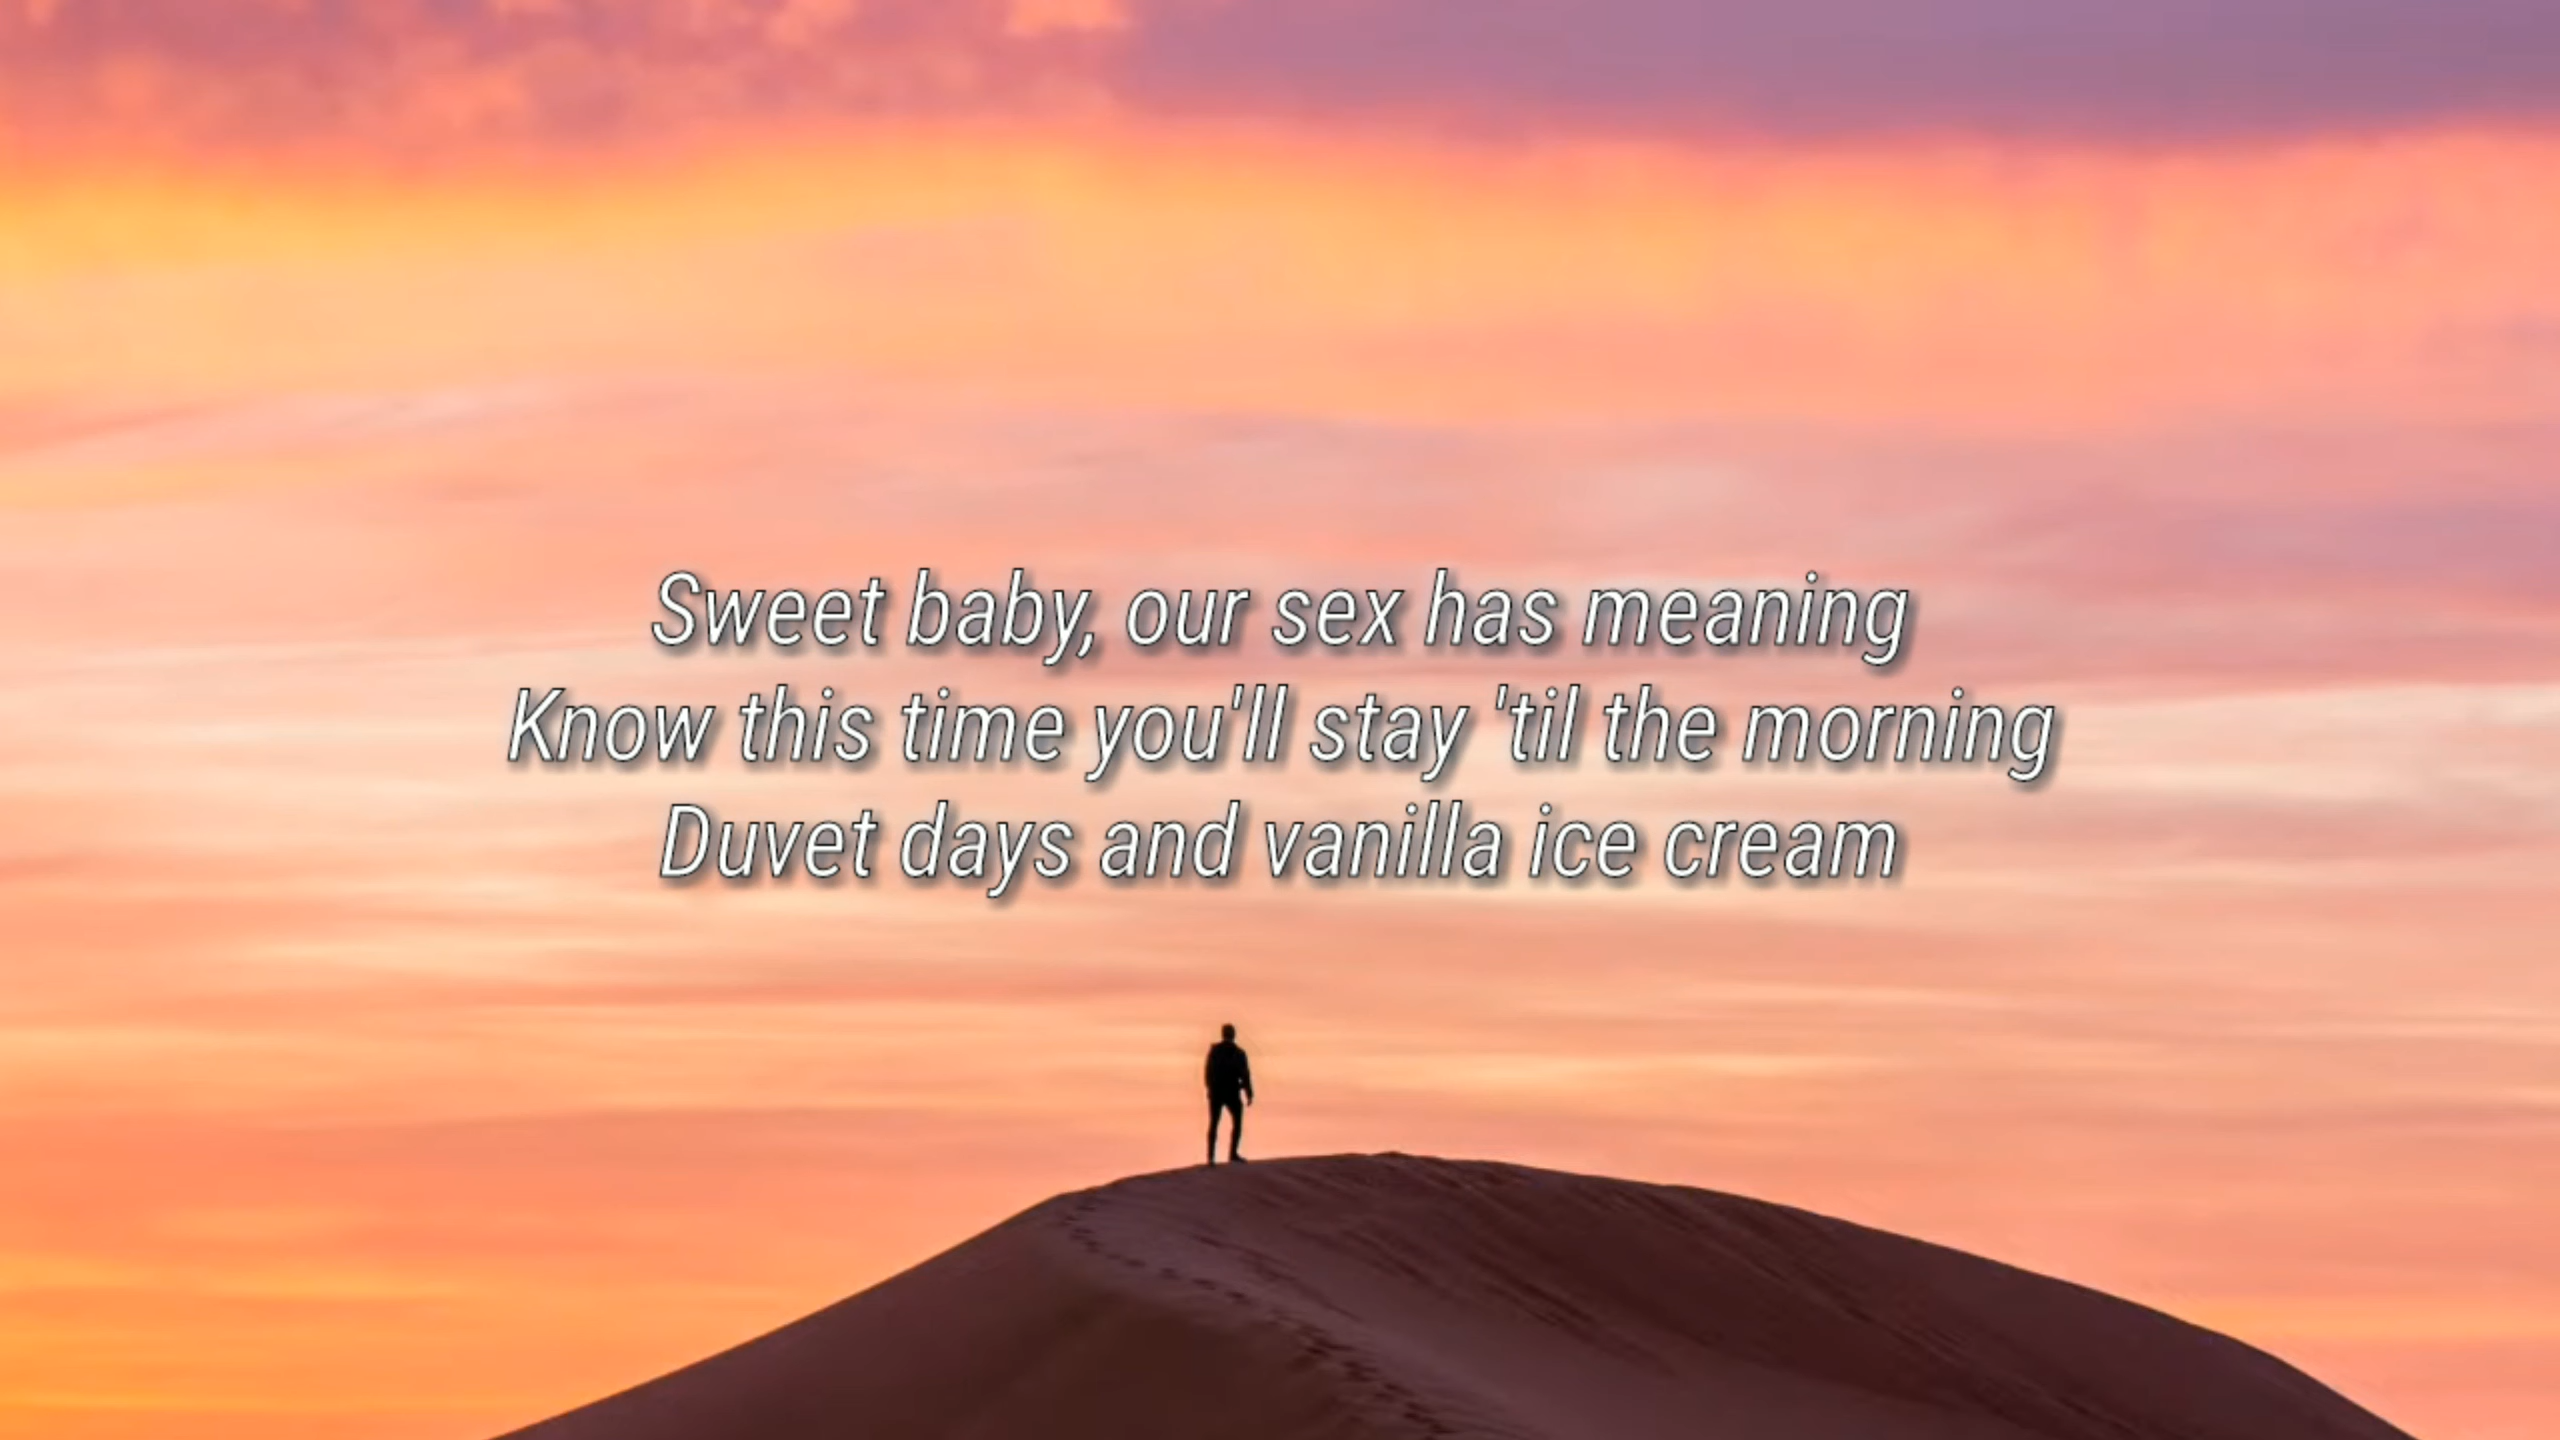 Sweet baby, our sex has meaning
Know this time you'll stay 'til the morning
Duvet days and vanilla ice cream